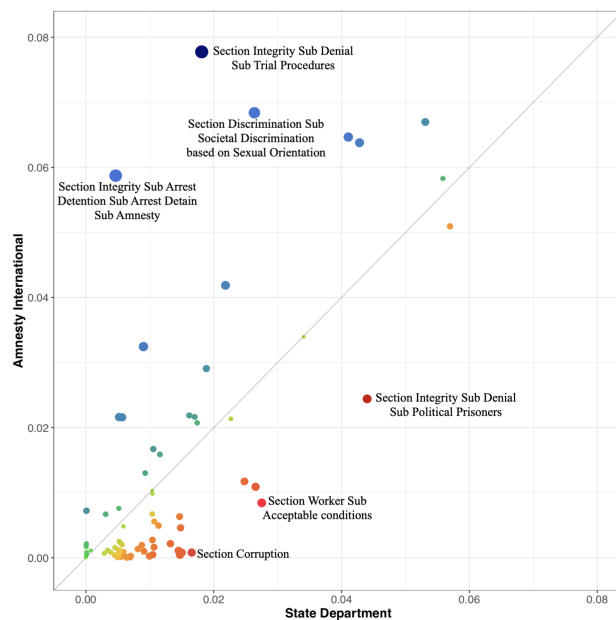 0.08
Section Integrity Sub Denial
Sub Trial Procedures
Section Discrimination Sub
Societal Discrimination
based on Sexual Orientation
0.06
Section Integrity Sub Arrest
Detention Sub Arrest Detain
Sub Amnesty
Amnesty International
0.04
Section Integrity Sub Denial
Sub Political Prisoners
0.02
Section Worker Sub
Acceptable conditions
Section Corruption
0.00
0.00
0.02
0.04
0.06
0.08
State Department